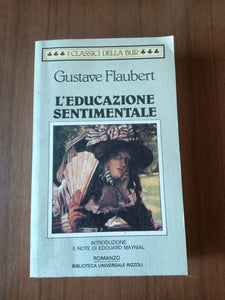 I CLASSICI DELLA BUR
Gustave Flaubert
L'EDUCAZIONE
SENTIMENTALE
INTRODUZIONE
E NOTE DI EDOUARD MAYNIAL
ROMANZO
BIBLIOTECA UNIVERSALE RIZZOLI